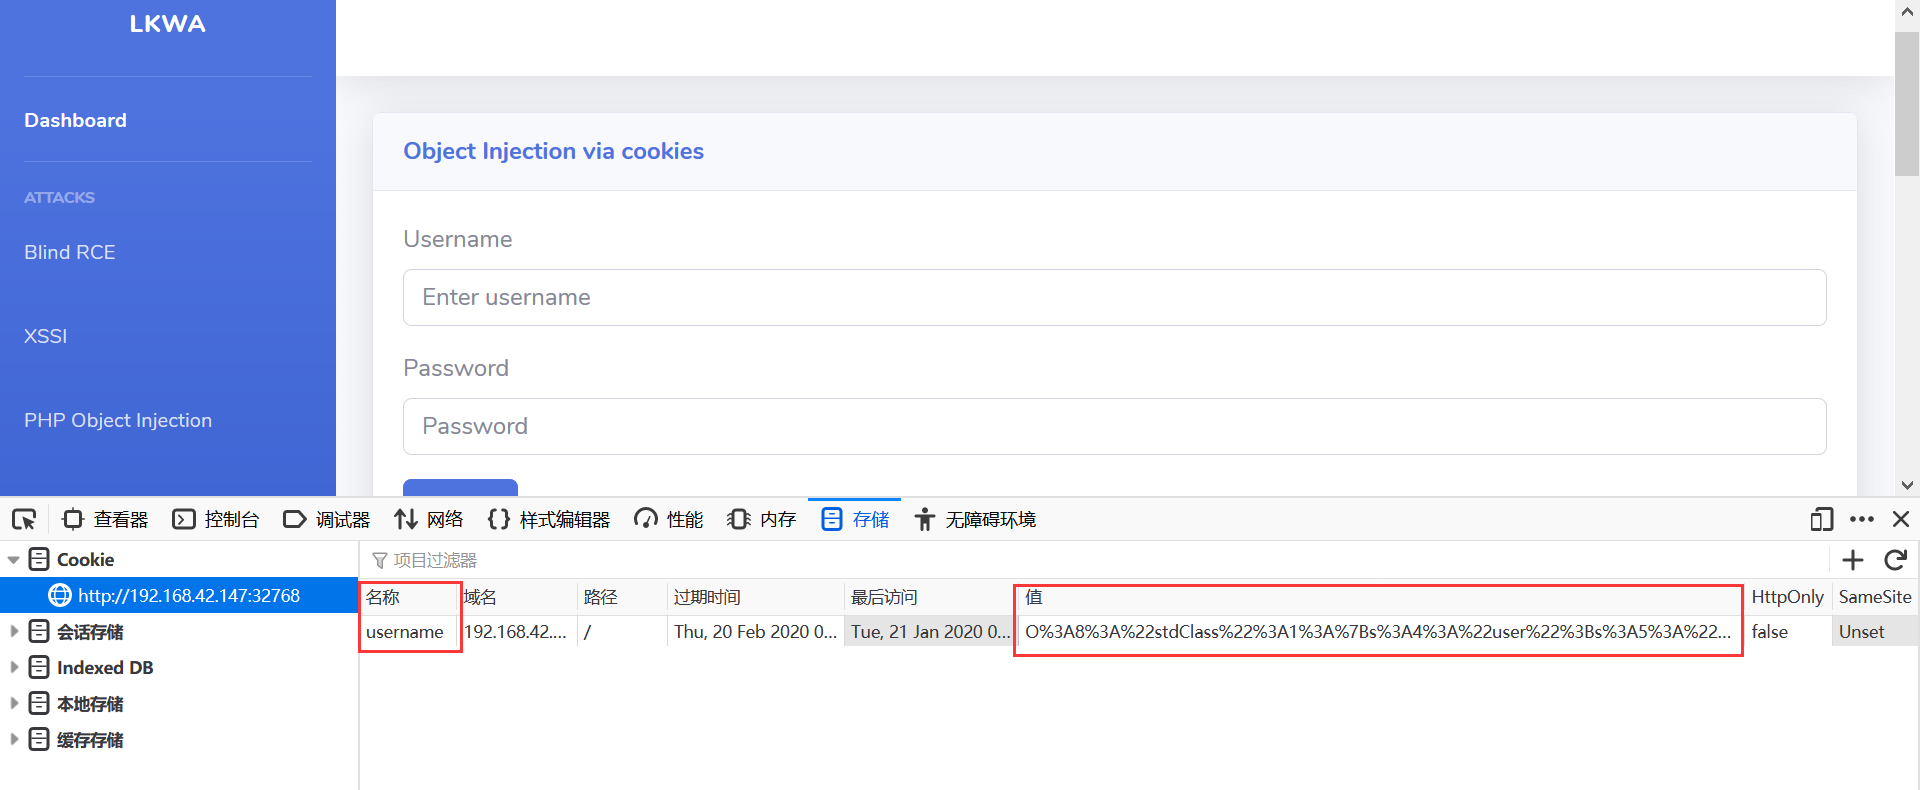 LKWA
Dashboard
ATTACKS
Blind RCE
XSSI
PHP Object Injection
Object Injection via cookies
Username
Enter username
Password
Password
查看器 控制台 调试器 网络 样式编辑器 性能 内存 存储 无障碍环境
Cookie
http://192.168.42.147:32768
会话存储
Indexed DB
本地存储
缓存存储
项目过滤器
名称 域名 路径 过期时间 最后访问 值 HttpOnly SameSite
username 192.168.42.... / Thu, 20 Feb 2020 0... Tue, 21 Jan 2020 0... O%3A8%3A%22stdClass%22%3A1%3A%7Bs%3A4%3A%22user%22%3Bs%3A5%3A%22... false Unset